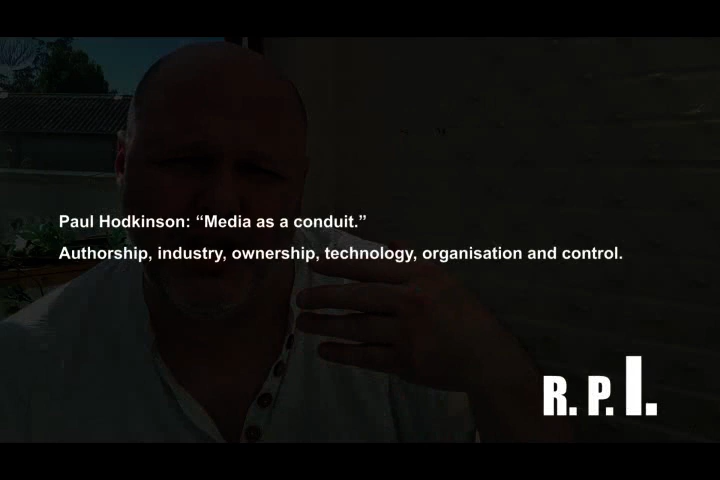 Paul Hodkinson: “Media as a conduit.”
Authorship, industry, ownership, technology, organisation and control.
R. P. I.